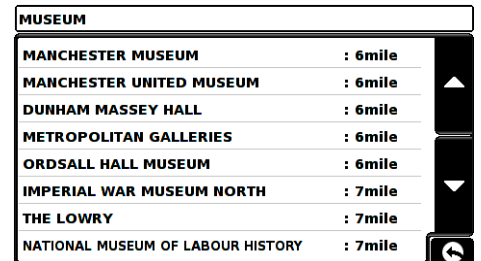 MUSEUM
MANCHESTER MUSEUM : 6mile
MANCHESTER UNITED MUSEUM : 6mile
DUNHAM MASSEY HALL : 6mile
METROPOLITAN GALLERIES : 6mile
ORDSALL HALL MUSEUM : 6mile
IMPERIAL WAR MUSEUM NORTH : 7mile
THE LOWRY : 7mile
NATIONAL MUSEUM OF LABOUR HISTORY : 7mile